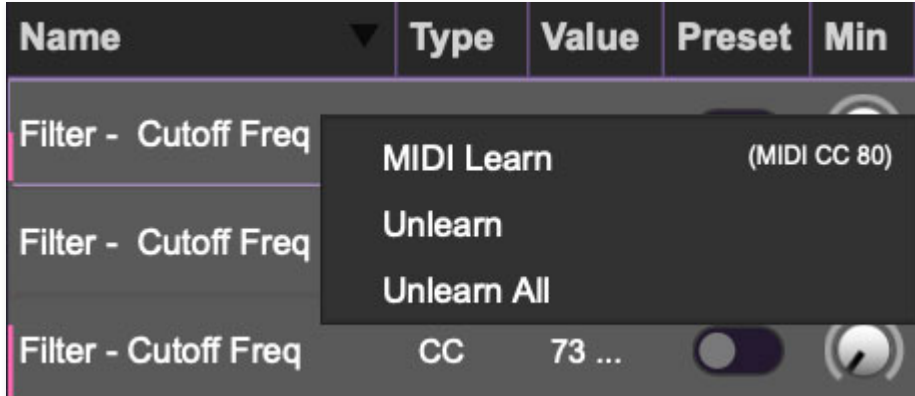 Name Type Value Preset Min
Filter - Cutoff Freq
MIDI Learn (MIDI CC 80)
Filter - Cutoff Freq
Unlearn
Unlearn All
Filter - Cutoff Freq CC 73 ...